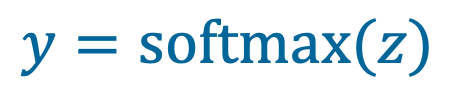 y = softmax(z)